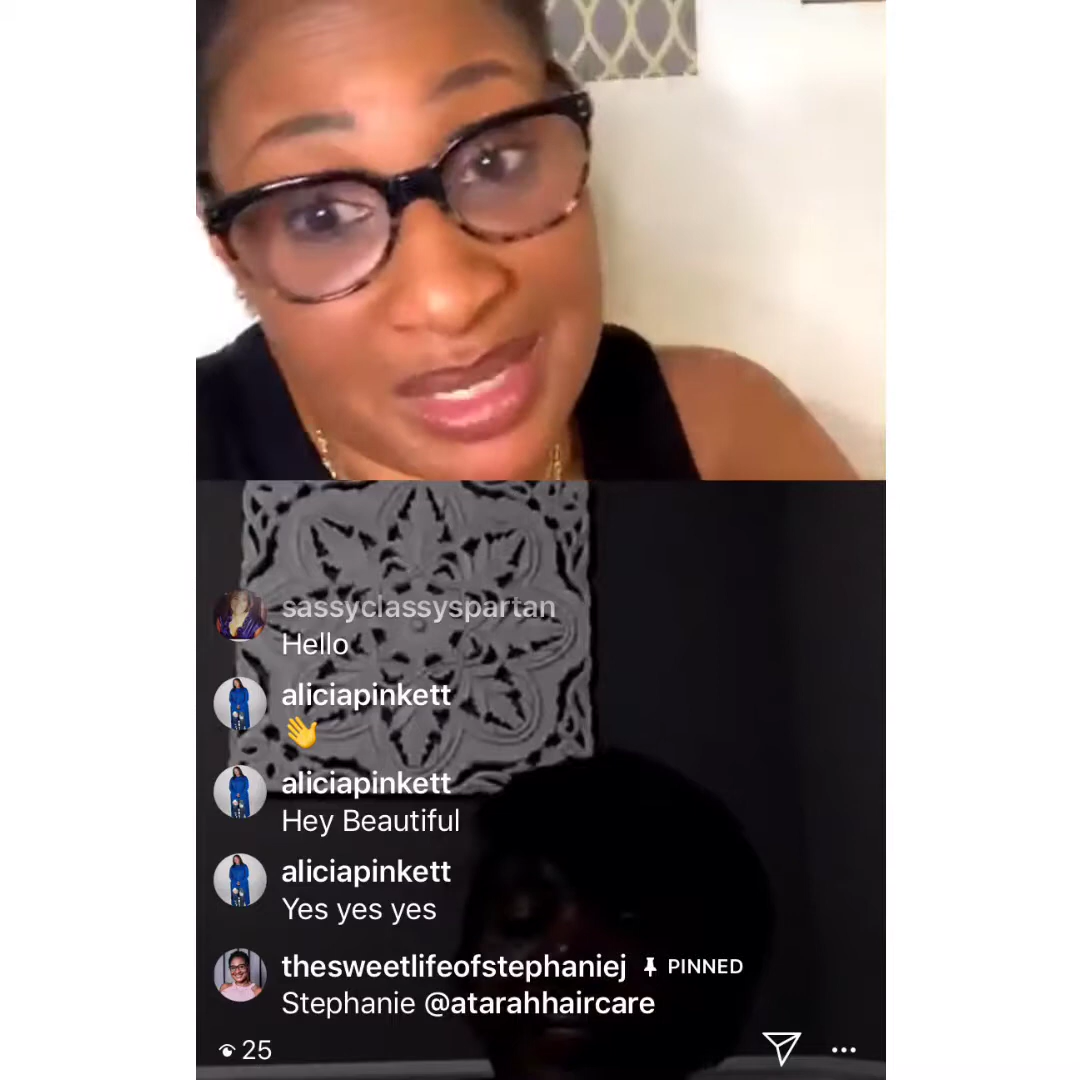 sassyclassyspartan
Hello
aliciapinkett
👋
aliciapinkett
Hey Beautiful
aliciapinkett
Yes yes yes
thesweetlifeofstephaniej PINNED
Stephanie @atarahhaircare
25